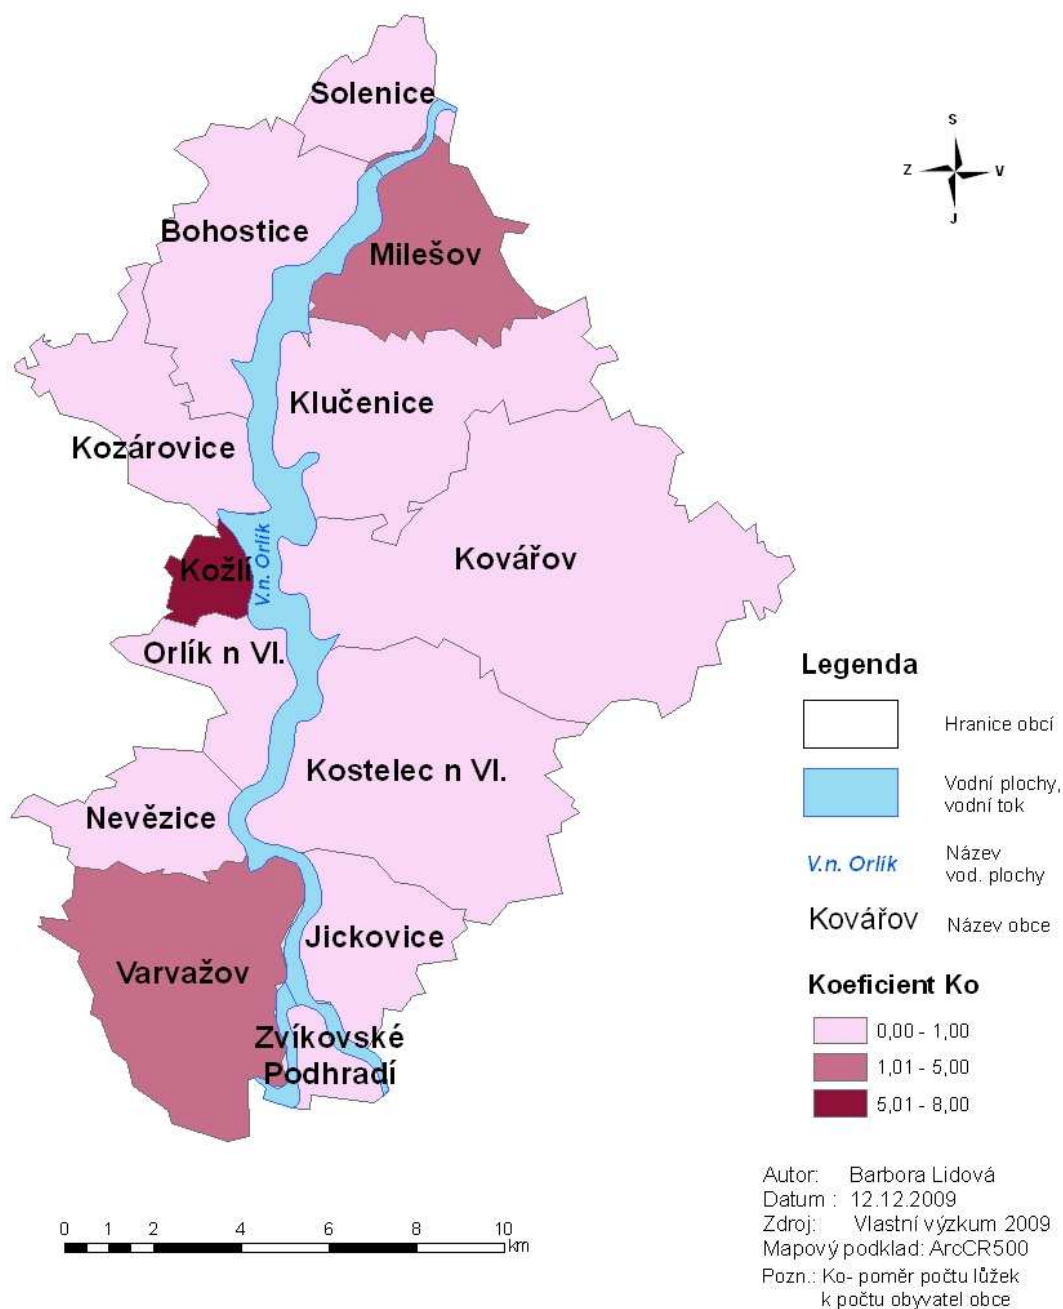 Solenice
S
Z
V
J
Bohostice
Milešov
Klučenice
Kozárovice
Kovářov
Kožlí
V.n. Orlík
Orlík n Vl.
Kostelec n Vl.
Nevězice
Jickovice
Varvažov
Zvíkovské
Podhradí
Legenda
Hranice obcí
Vodní plochy,
vodní tok
V.n. Orlík
Název
vod. plochy
Kovářov
Název obce
Koeficient Ko
0,00 - 1,00
1,01 - 5,00
5,01 - 8,00
0 1 2 4 6 8 10
km
Autor: Barbora Lidová
Datum : 12.12.2009
Zdroj: Vlastní výzkum 2009
Mapový podklad: ArcCR500
Pozn.: Ko- poměr počtu lůžek
k počtu obyvatel obce